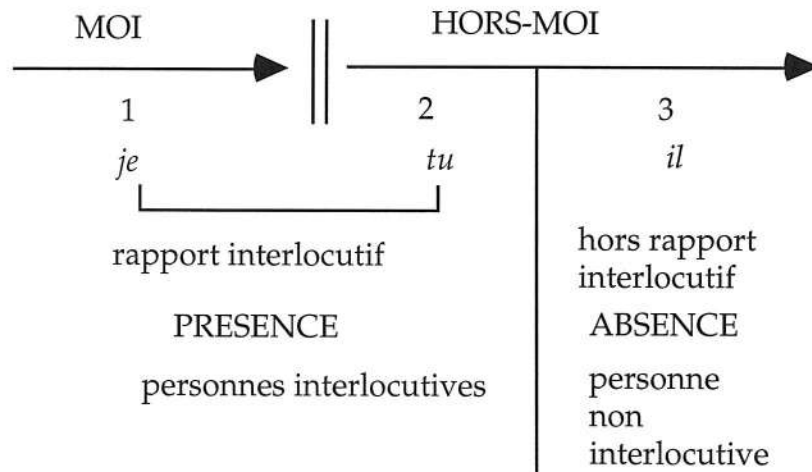 MOI
HORS-MOI
1
2
3
je
tu
il
rapport interlocutif
hors rapport
interlocutif
PRESENCE
ABSENCE
personnes interlocutives
personne
non
interlocutive